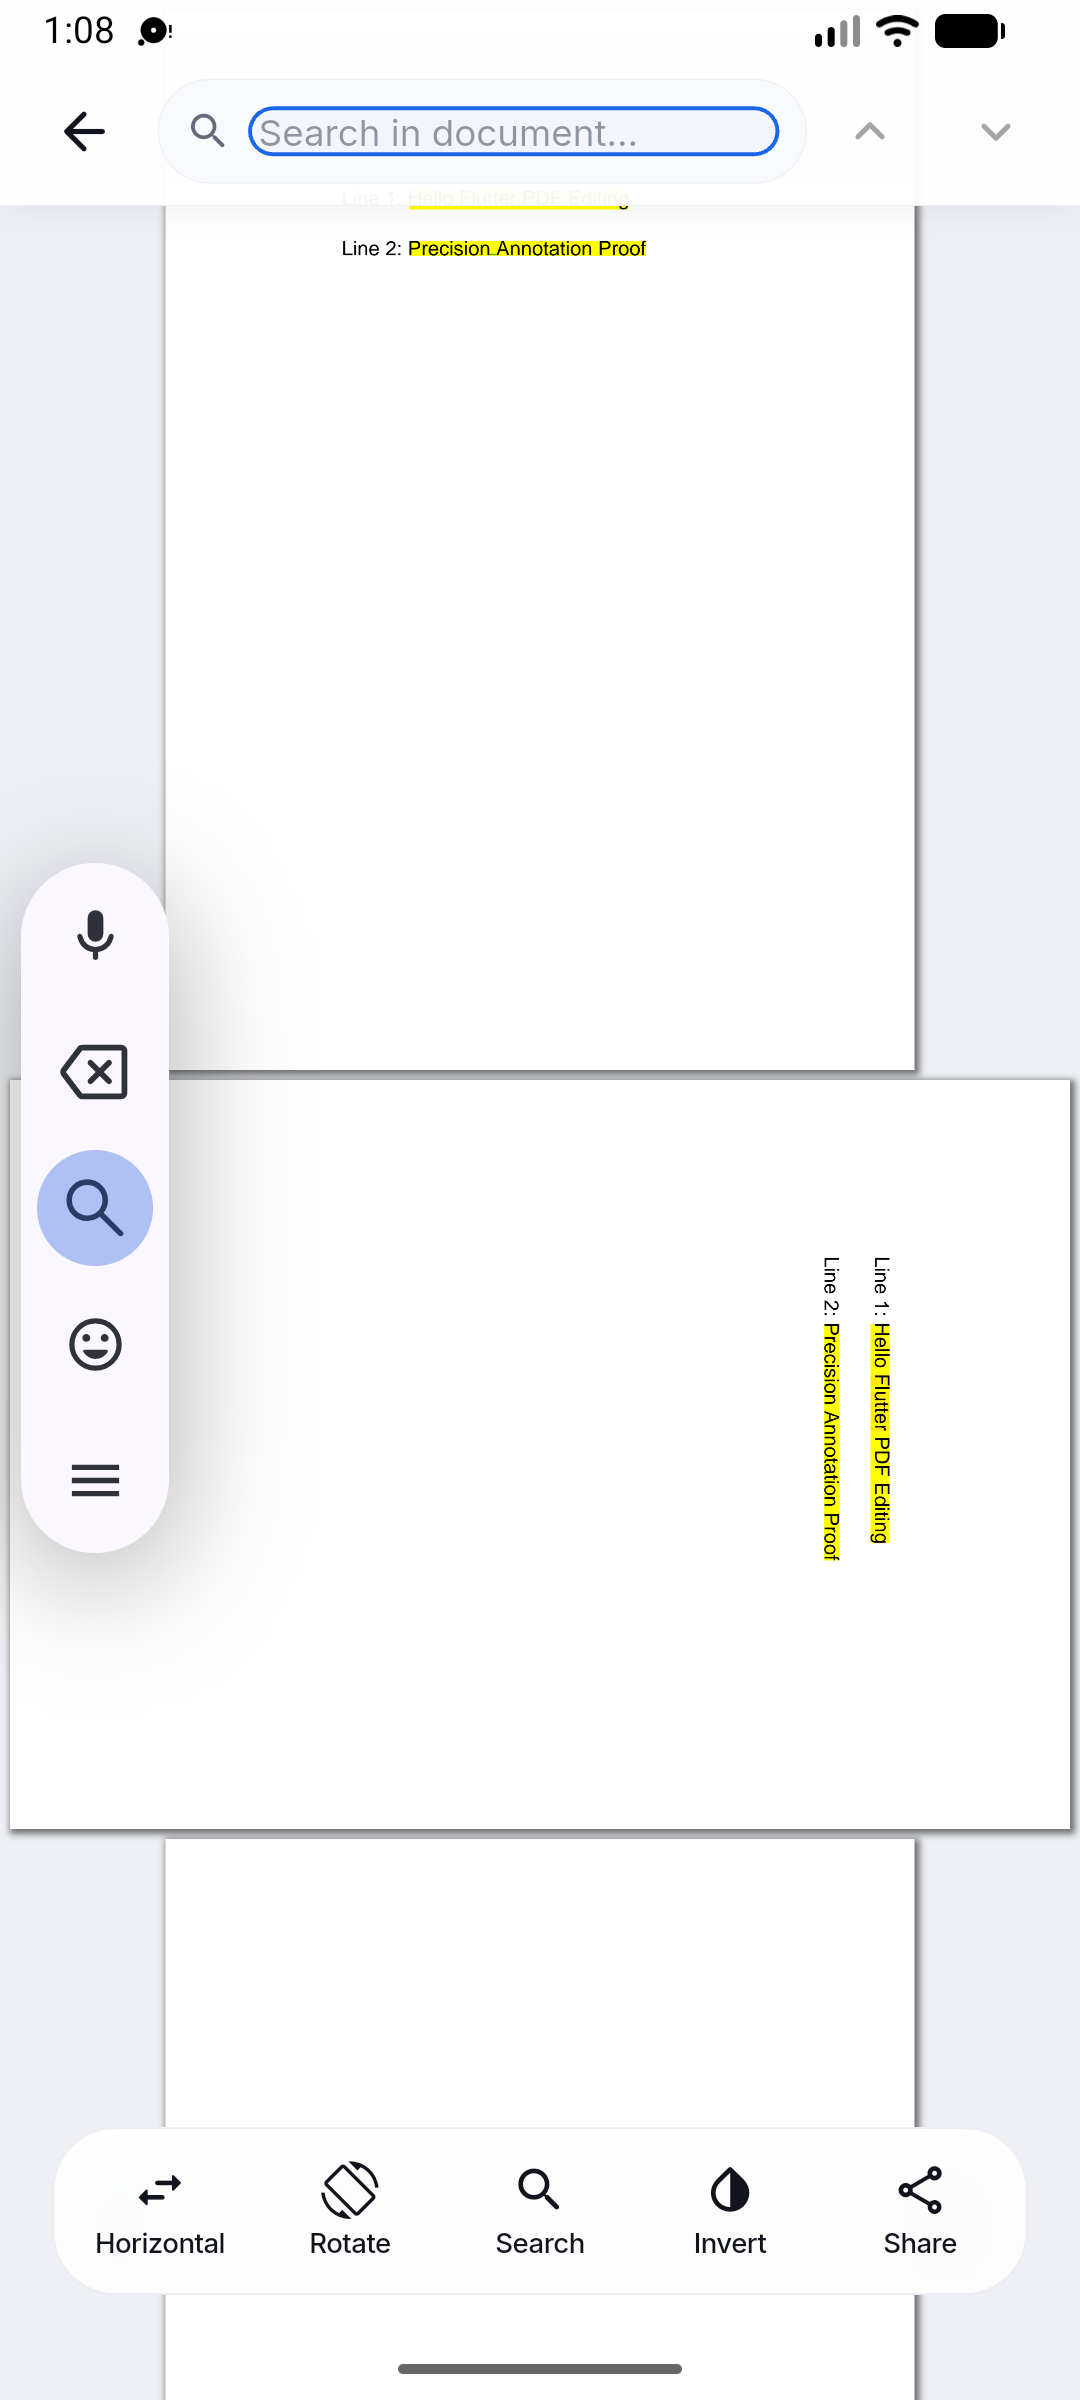 1:08
Search in document...
Line 1: Hello Flutter PDF Editing
Line 2: Precision Annotation Proof
Line 1: Hello Flutter PDF Editing
Line 2: Precision Annotation Proof
Horizontal
Rotate
Search
Invert
Share